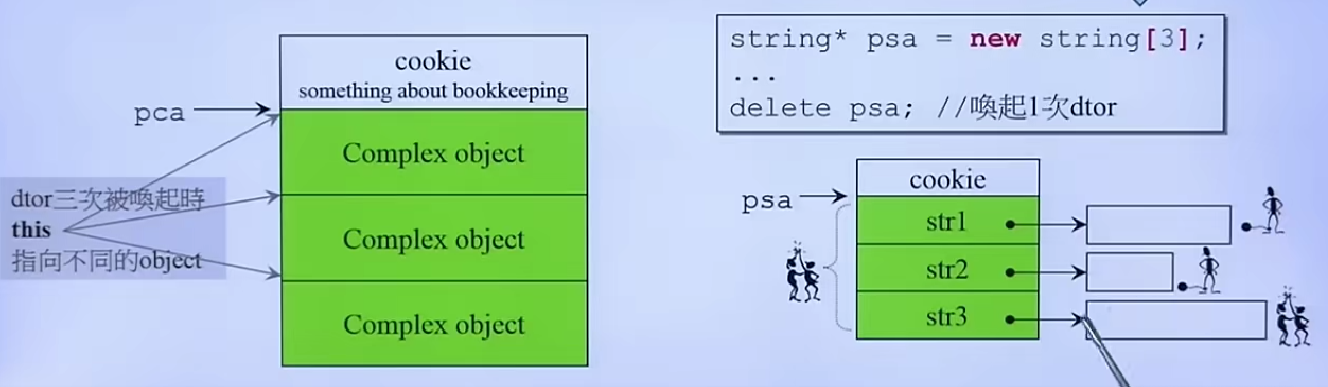 cookie
something about bookkeeping
pca
Complex object
Complex object
Complex object
dtor三次被喚起時
this
指向不同的object
string* psa = new string[3];
...
delete psa; //喚起1次dtor
cookie
psa
str1
str2
str3